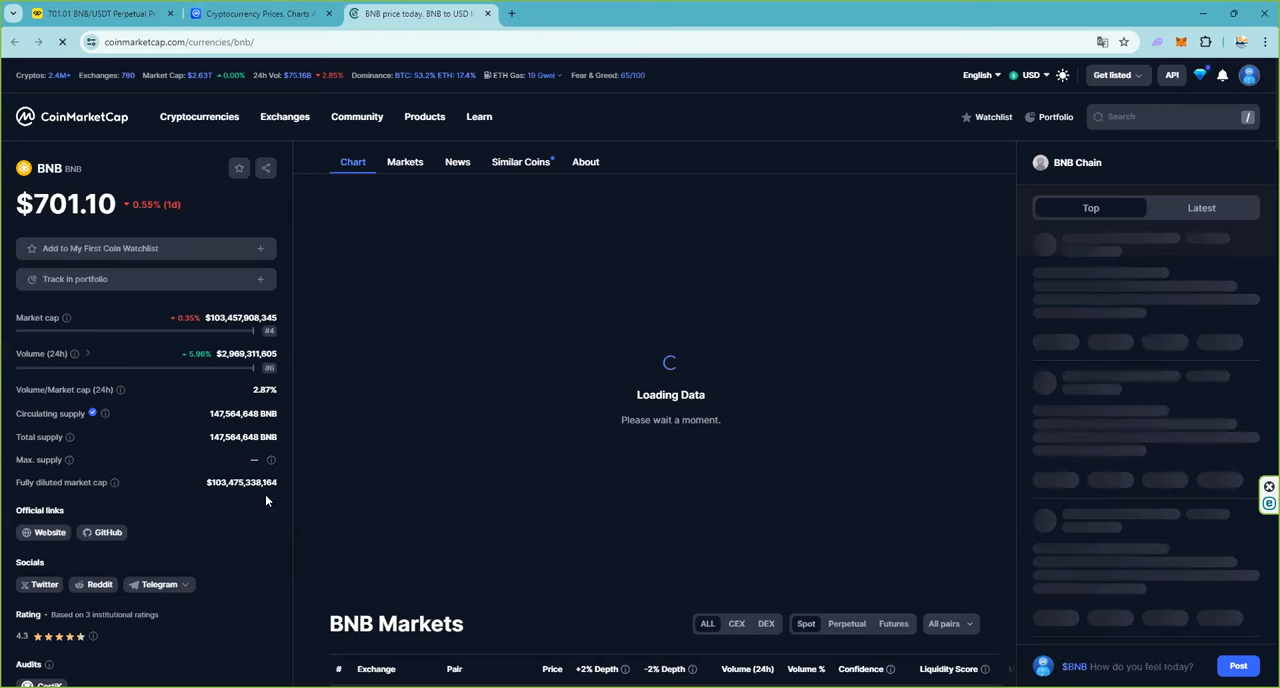 701.01 BNB/USDT Perpetual P
Cryptocurrency Prices, Charts A
BNB price today, BNB to USD l
coinmarketcap.com/currencies/bnb/
Cryptos: 2.4M+ Exchanges: 780 Market Cap: $2.63T 0.00% 24h Vol: $75.16B 2.85% Dominance: BTC: 53.2% ETH: 17.4% ETH Gas: 19 Gwei Fear & Greed: 65/100
English USD Get listed API
CoinMarketCap Cryptocurrencies Exchanges Community Products Learn
Watchlist Portfolio Search /
BNB BNB
$701.10 0.59% (1d)
Add to My First Coin Watchlist +
Track in portfolio +
Market cap 0.35% $103,457,908,345
#4
Volume (24h) 5.96% $2,969,311,605
#6
Volume/Market cap (24h) 2.87%
Circulating supply 147,564,648 BNB
Total supply 147,564,648 BNB
Max. supply --
Fully diluted market cap $103,475,338,164
Official links
Website GitHub
Socials
Twitter Reddit Telegram
Rating · Based on 3 institutional ratings
4.3
Audits
CertiK
Chart Markets News Similar Coins About
Loading Data
Please wait a moment.
BNB Markets
ALL CEX DEX Spot Perpetual Futures All pairs
# Exchange Pair Price +2% Depth -2% Depth Volume (24h) Volume % Confidence Liquidity Score
BNB Chain
Top Latest
$BNB How do you feel today? Post